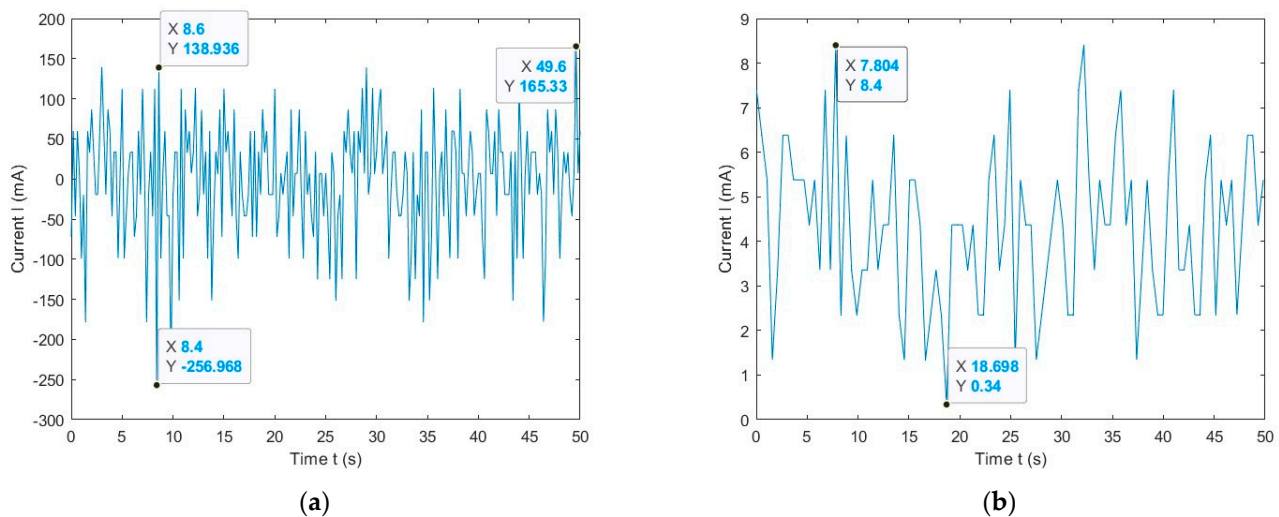 200
150
100
50
0
-50
-100
-150
-200
-250
-300
Current I (mA)
X 8.6
Y 138.936
X 49.6
Y 165.33
X 8.4
Y -256.968
0 5 10 15 20 25 30 35 40 45 50
Time t (s)
(a)
9
8
7
6
5
4
3
2
1
0
Current I (mA)
X 7.804
Y 8.4
X 18.698
Y 0.34
0 5 10 15 20 25 30 35 40 45 50
Time t (s)
(b)